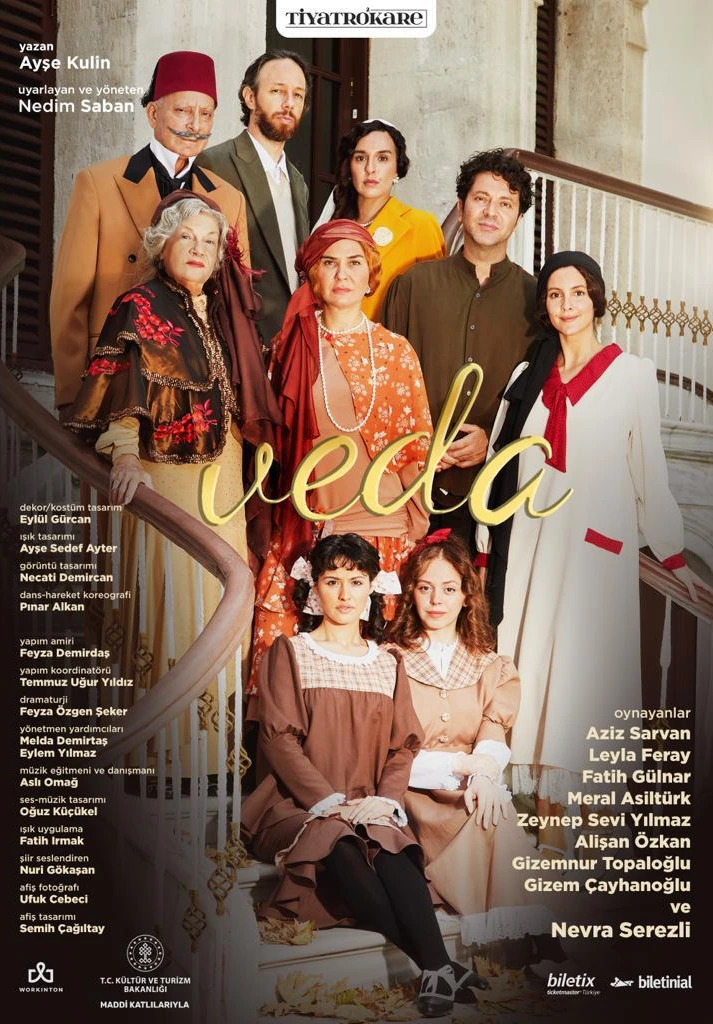 TİYATROKARE
yazan
Ayşe Kulin
uyarlayan ve yöneten
Nedim Saban
veda
dekor/kostüm tasarım
Eylül Gürcan
ışık tasarımı
Ayşe Sedef Ayter
görüntü tasarımı
Necati Demircan
dans-hareket koreografi
Pınar Alkan
yapım amiri
Feyza Demirdaş
yapım koordinatörü
Temmuz Uğur Yıldız
dramaturji
Feyza Özgen Şeker
yönetmen yardımcıları
Melda Demirtaş
Eylem Yılmaz
müzik eğitmeni ve danışmanı
Aslı Omağ
ses-müzik tasarımı
Oğuz Küçükel
ışık uygulama
Fatih Irmak
şiir seslendiren
Nuri Gökaşan
afiş fotoğrafı
Ufuk Cebeci
afiş tasarımı
Semih Çağıltay
oynayanlar
Aziz Sarvan
Leyla Feray
Fatih Gülnar
Meral Asiltürk
Zeynep Sevi Yılmaz
Alişan Özkan
Gizemnur Topaloğlu
Gizem Çayhanoğlu
ve
Nevra Serezli
WORKINTON
T.C. KÜLTÜR VE TURİZM
BAKANLIĞI
MADDİ KATLILARIYLA
biletix
ticketmaster Türkiye
biletinial